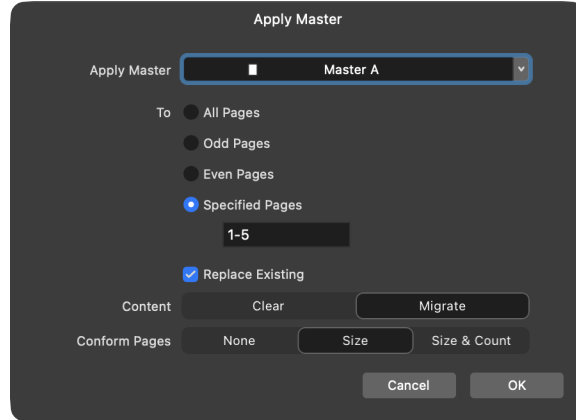 Apply Master
Apply Master Master A
To All Pages
Odd Pages
Even Pages
Specified Pages
1-5
Replace Existing
Content Clear Migrate
Conform Pages None Size Size & Count
Cancel OK